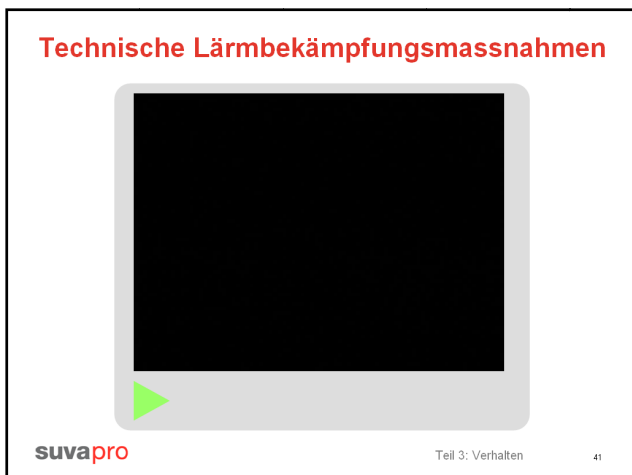 Technische Lärmbekämpfungsmassnahmen
suvapro
Teil 3: Verhalten
41